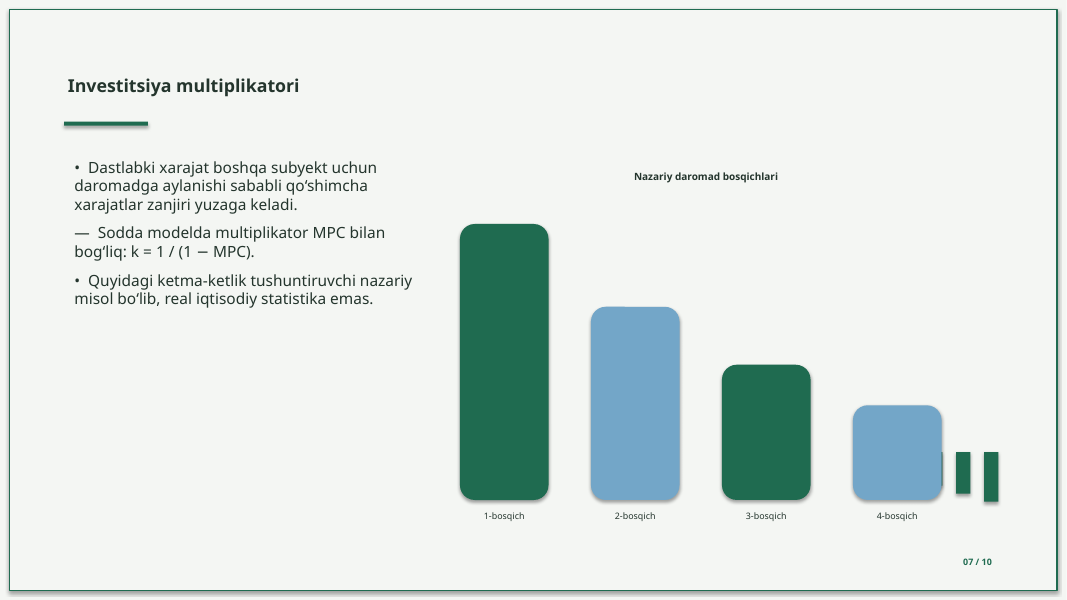 Investitsiya multiplikatori
• Dastlabki xarajat boshqa subyekt uchun
daromadga aylanishi sababli qo‘shimcha
xarajatlar zanjiri yuzaga keladi.
— Sodda modelda multiplikator MPC bilan
bog‘liq: k = 1 / (1 − MPC).
• Quyidagi ketma-ketlik tushuntiruvchi nazariy
misol bo‘lib, real iqtisodiy statistika emas.
Nazariy daromad bosqichlari
1-bosqich
2-bosqich
3-bosqich
4-bosqich
07 / 10